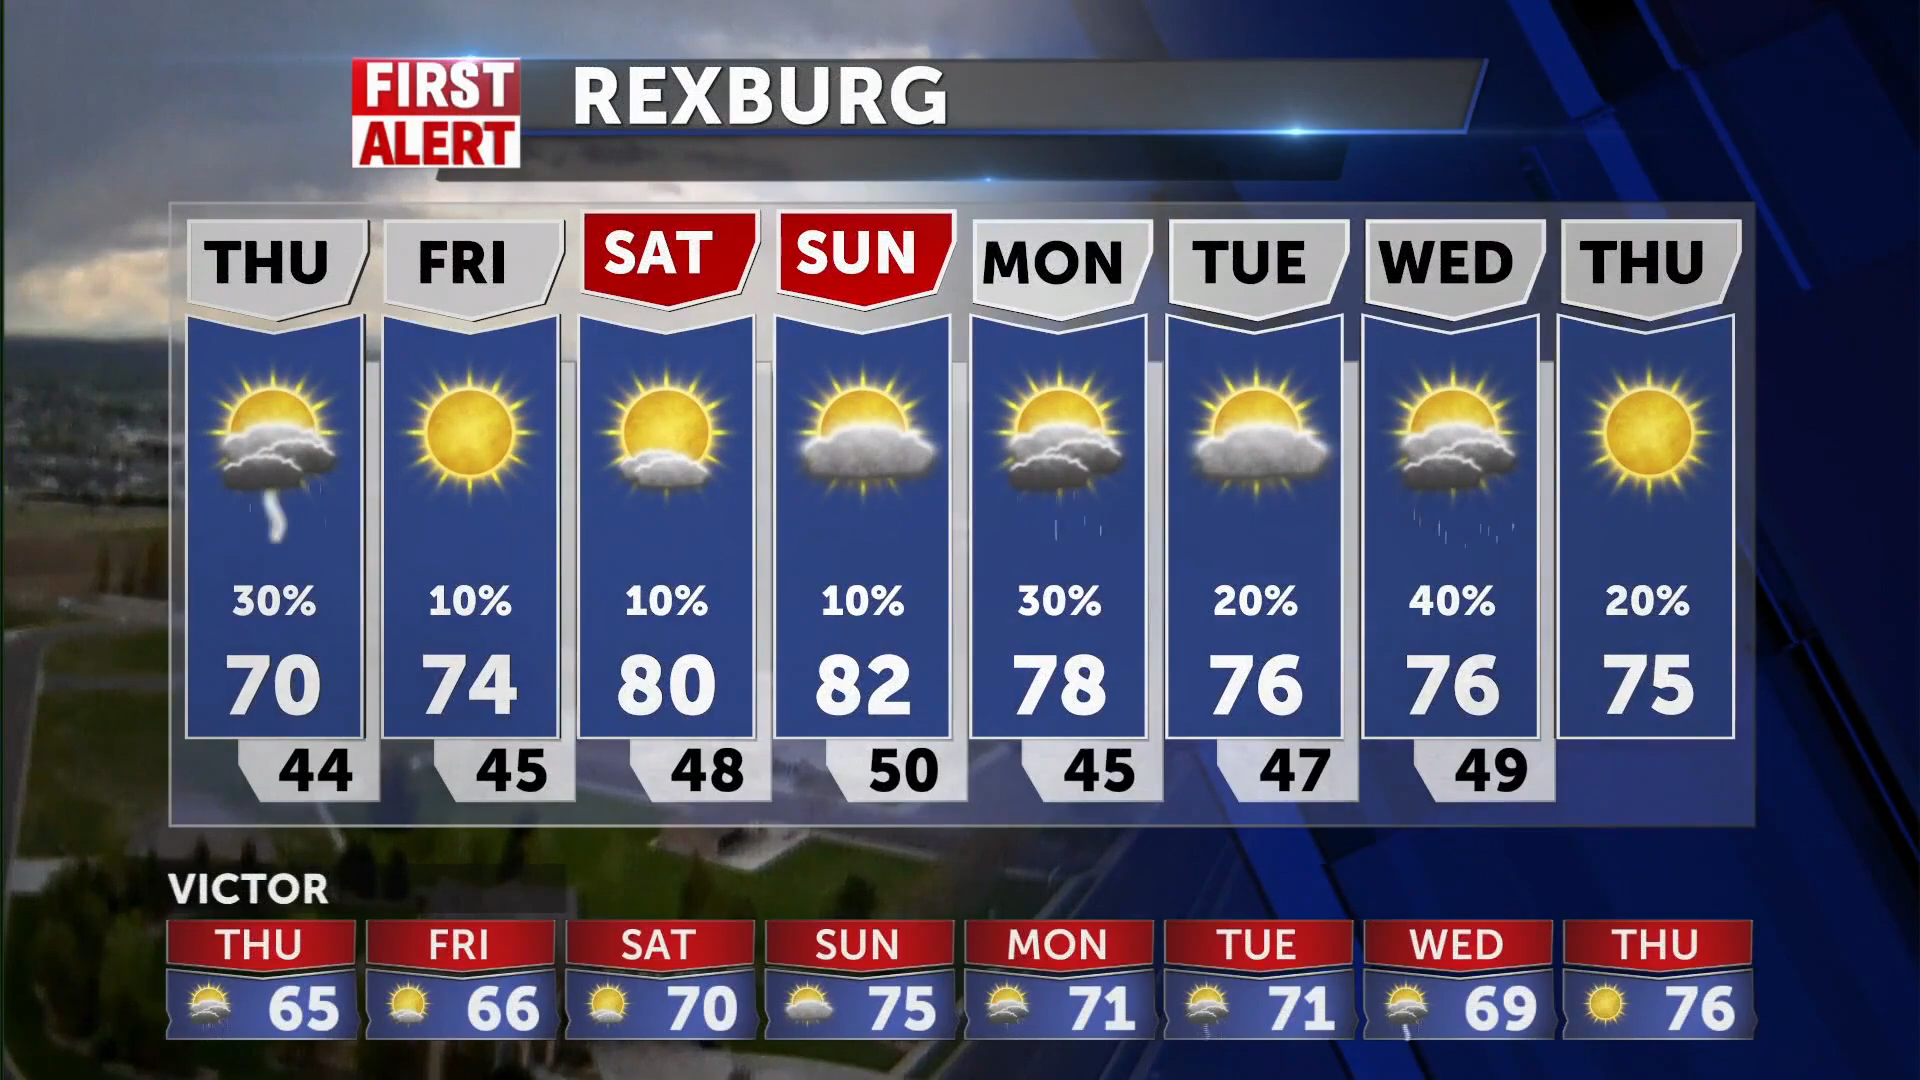 FIRST
ALERT
REXBURG
THU FRI SAT SUN MON TUE WED THU
30% 10% 10% 10% 30% 20% 40% 20%
70 74 80 82 78 76 76 75
44 45 48 50 45 47 49
VICTOR
THU FRI SAT SUN MON TUE WED THU
65 66 70 75 71 71 69 76